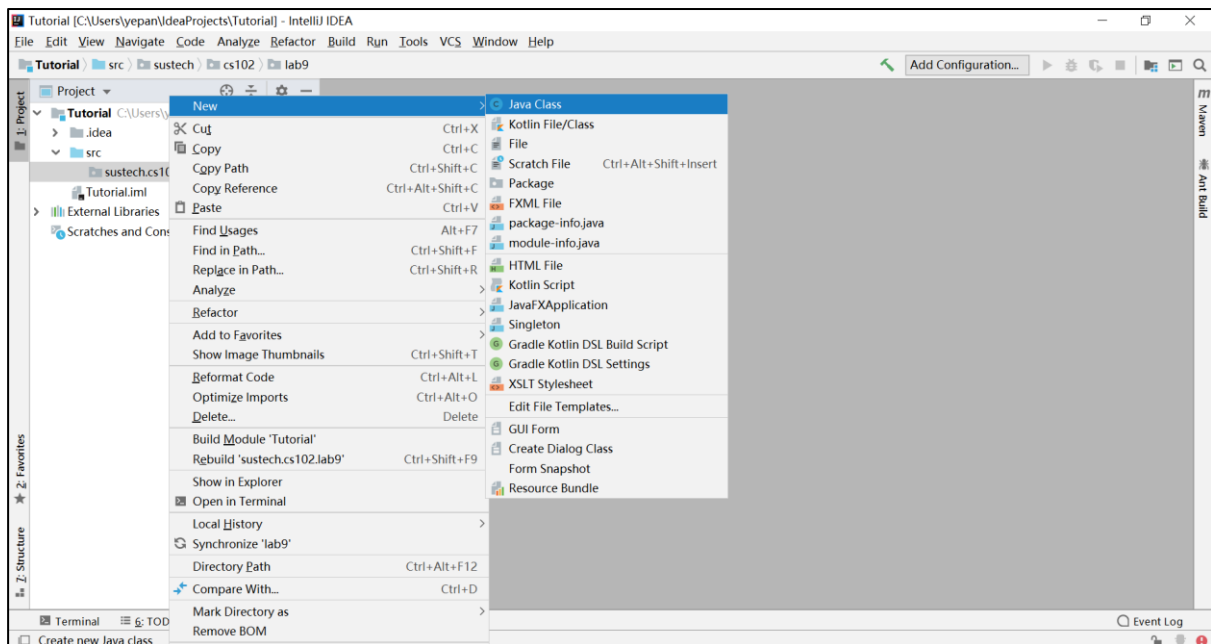 Tutorial [C:\Users\yepan\IdeaProjects\Tutorial] - IntelliJ IDEA
File Edit View Navigate Code Analyze Refactor Build Run Tools VCS Window Help
Tutorial src sustech cs102 lab9 Add Configuration...
1: Project
Project
Tutorial C:\Users\y
.idea
src
sustech.cs10
Tutorial.iml
External Libraries
Scratches and Cons
2: Favorites
7: Structure
New
Cut Ctrl+X
Copy Ctrl+C
Copy Path Ctrl+Shift+C
Copy Reference Ctrl+Alt+Shift+C
Paste Ctrl+V
Find Usages Alt+F7
Find in Path... Ctrl+Shift+F
Replace in Path... Ctrl+Shift+R
Analyze
Refactor
Add to Favorites
Show Image Thumbnails Ctrl+Shift+T
Reformat Code Ctrl+Alt+L
Optimize Imports Ctrl+Alt+O
Delete... Delete
Build Module 'Tutorial'
Rebuild 'sustech.cs102.lab9' Ctrl+Shift+F9
Show in Explorer
Open in Terminal
Local History
Synchronize 'lab9'
Directory Path Ctrl+Alt+F12
Compare With... Ctrl+D
Mark Directory as
Remove BOM
Java Class
Kotlin File/Class
File
Scratch File Ctrl+Alt+Shift+Insert
Package
FXML File
package-info.java
module-info.java
HTML File
Kotlin Script
JavaFXApplication
Singleton
Gradle Kotlin DSL Build Script
Gradle Kotlin DSL Settings
XSLT Stylesheet
Edit File Templates...
GUI Form
Create Dialog Class
Form Snapshot
Resource Bundle
m Maven
Ant Build
Terminal 6: TOD Event Log
Create new Java class